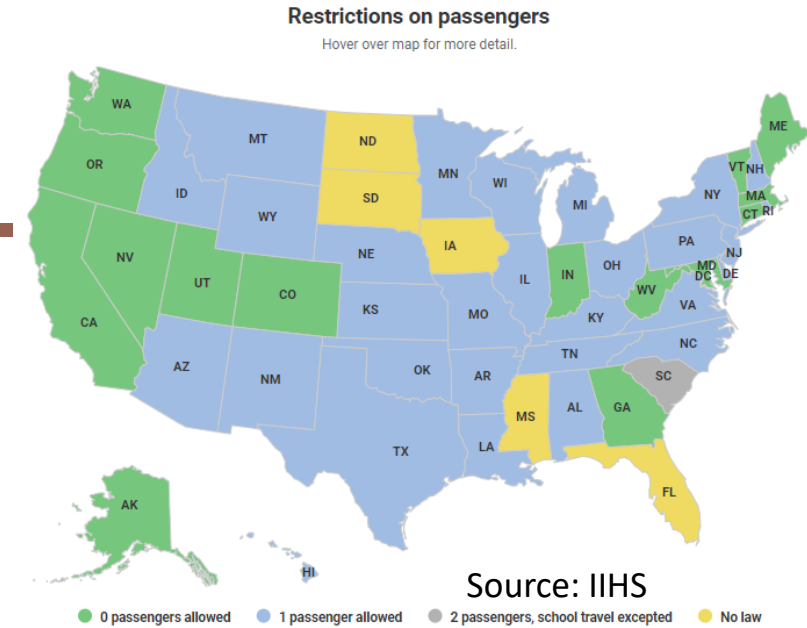 Restrictions on passengers
Hover over map for more detail.
WA
MT
ND
MN
ME
OR
ID
WY
SD
WI
MI
NY
VT
NH
MA
CT
RI
NV
UT
CO
NE
IA
IL
IN
OH
PA
NJ
MD
DC
DE
CA
KS
MO
KY
WV
VA
AZ
NM
OK
AR
TN
NC
SC
TX
LA
MS
AL
GA
FL
AK
HI
Source: IIHS
0 passengers allowed 1 passenger allowed 2 passengers, school travel excepted No law